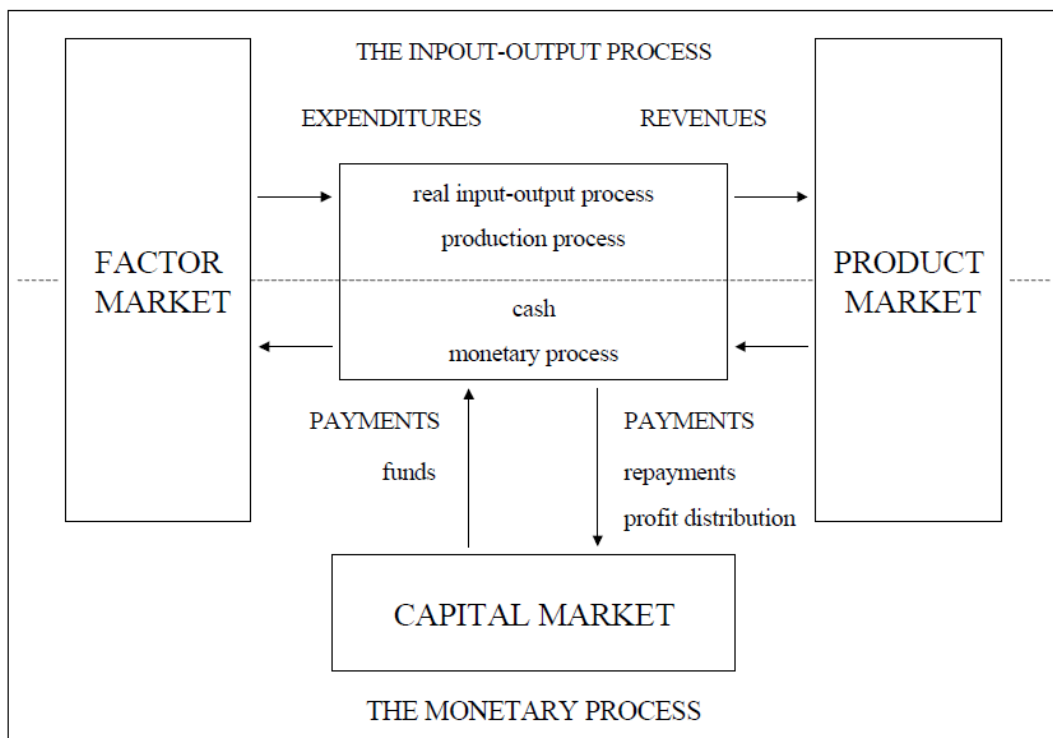 THE INPOUT-OUTPUT PROCESS
EXPENDITURES
REVENUES
real input-output process
production process
FACTOR
MARKET
PRODUCT
MARKET
cash
monetary process
PAYMENTS
funds
PAYMENTS
repayments
profit distribution
CAPITAL MARKET
THE MONETARY PROCESS